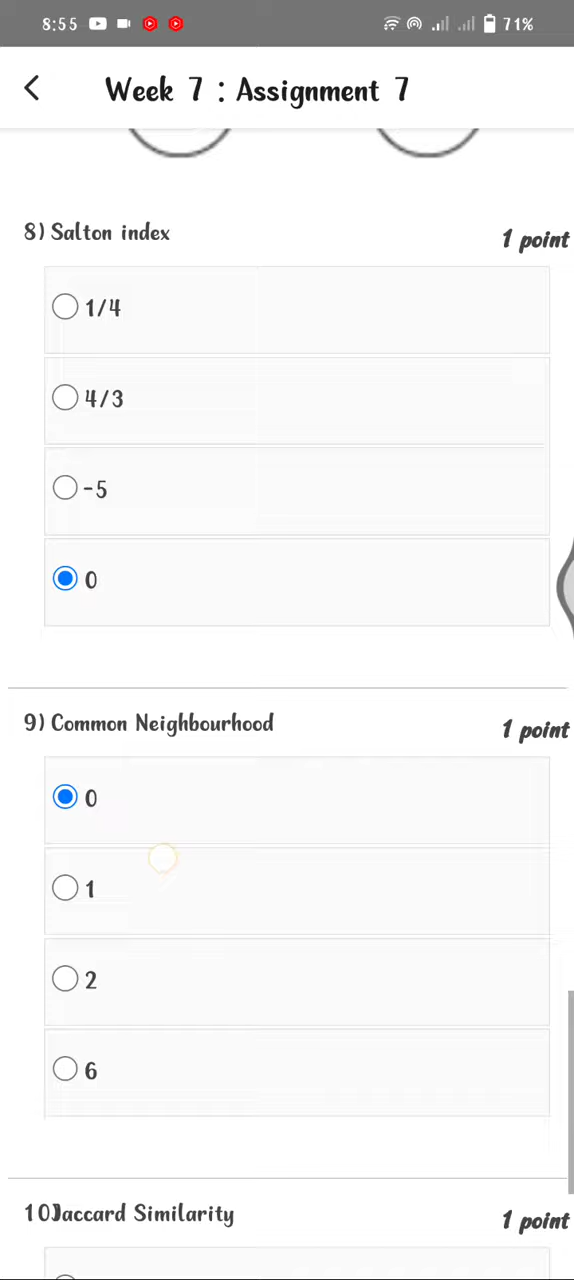 8:55 71%
Week 7 : Assignment 7
8) Salton index
1 point
1/4
4/3
-5
0
9) Common Neighbourhood
1 point
0
1
2
6
10)Jaccard Similarity
1 point